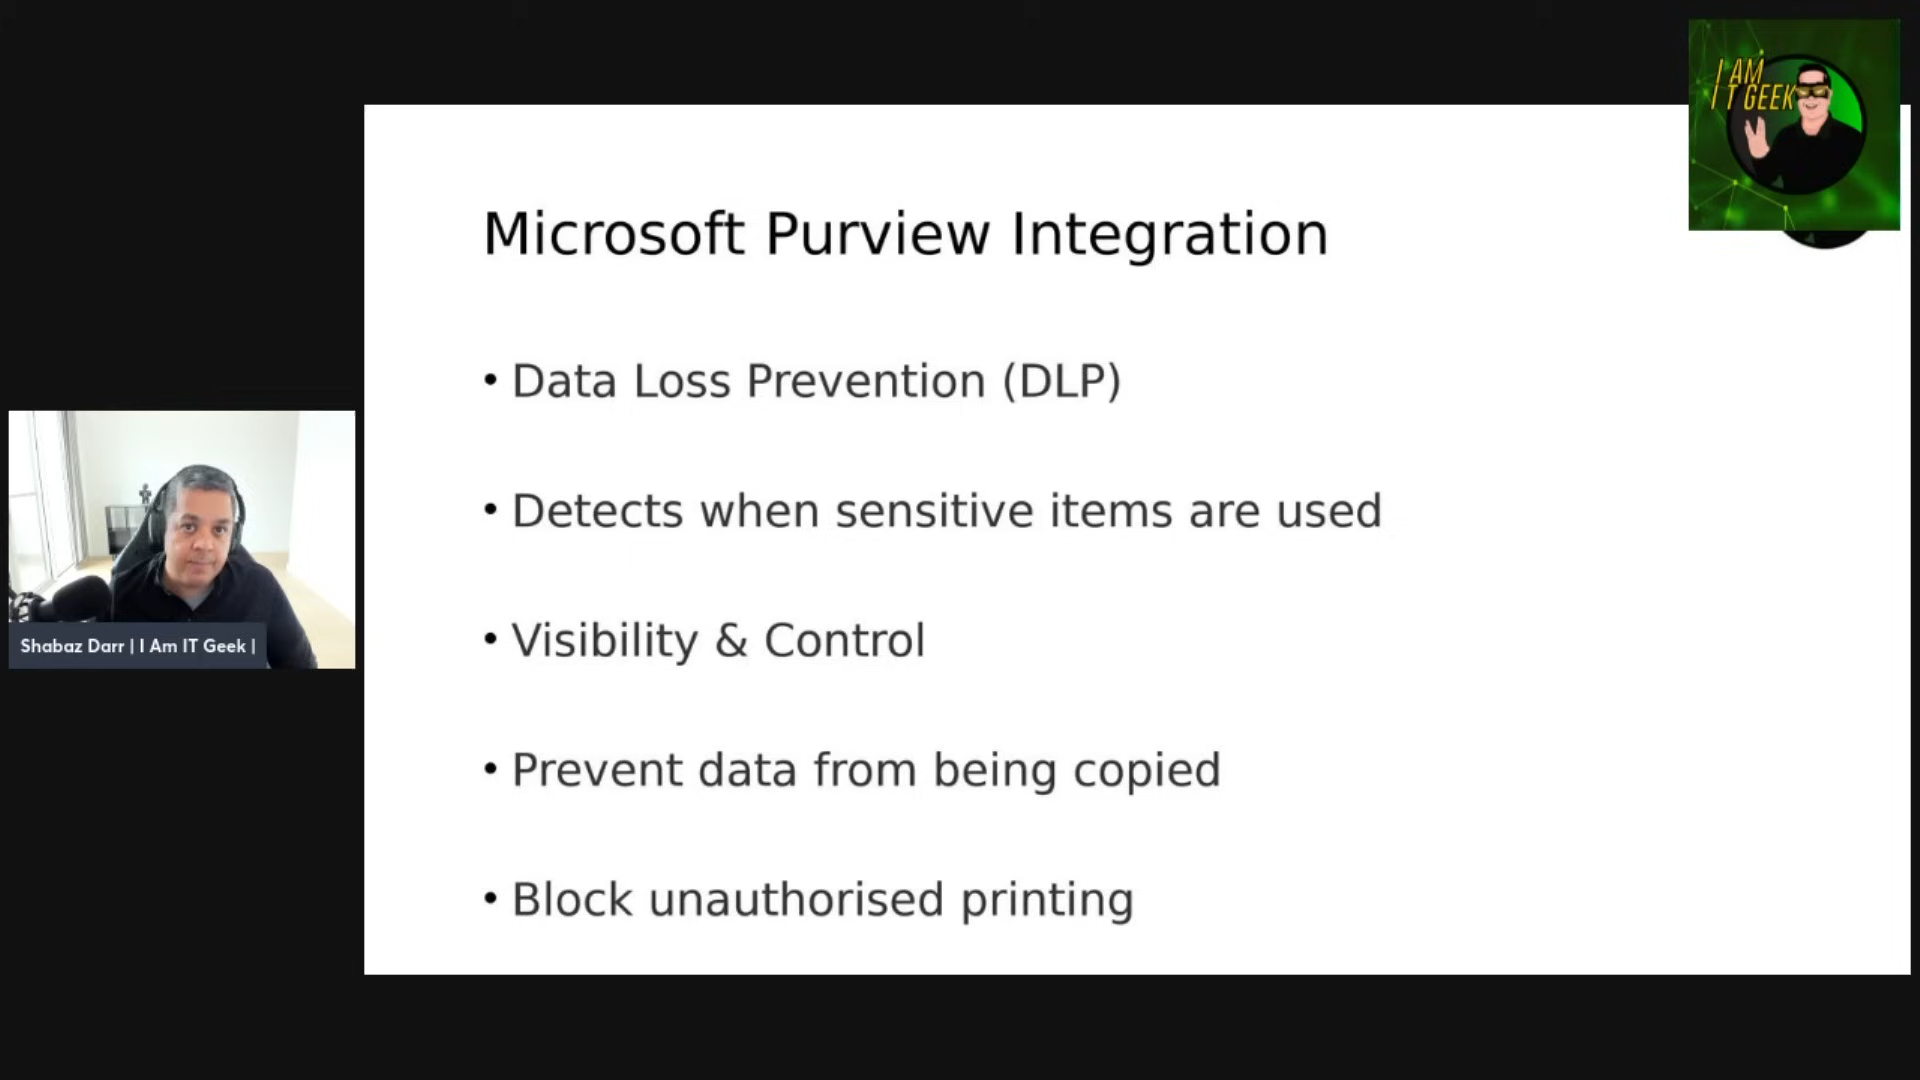 I AM
IT GEEK
Microsoft Purview Integration
• Data Loss Prevention (DLP)
• Detects when sensitive items are used
• Visibility & Control
• Prevent data from being copied
• Block unauthorised printing
Shabaz Darr | I Am IT Geek |